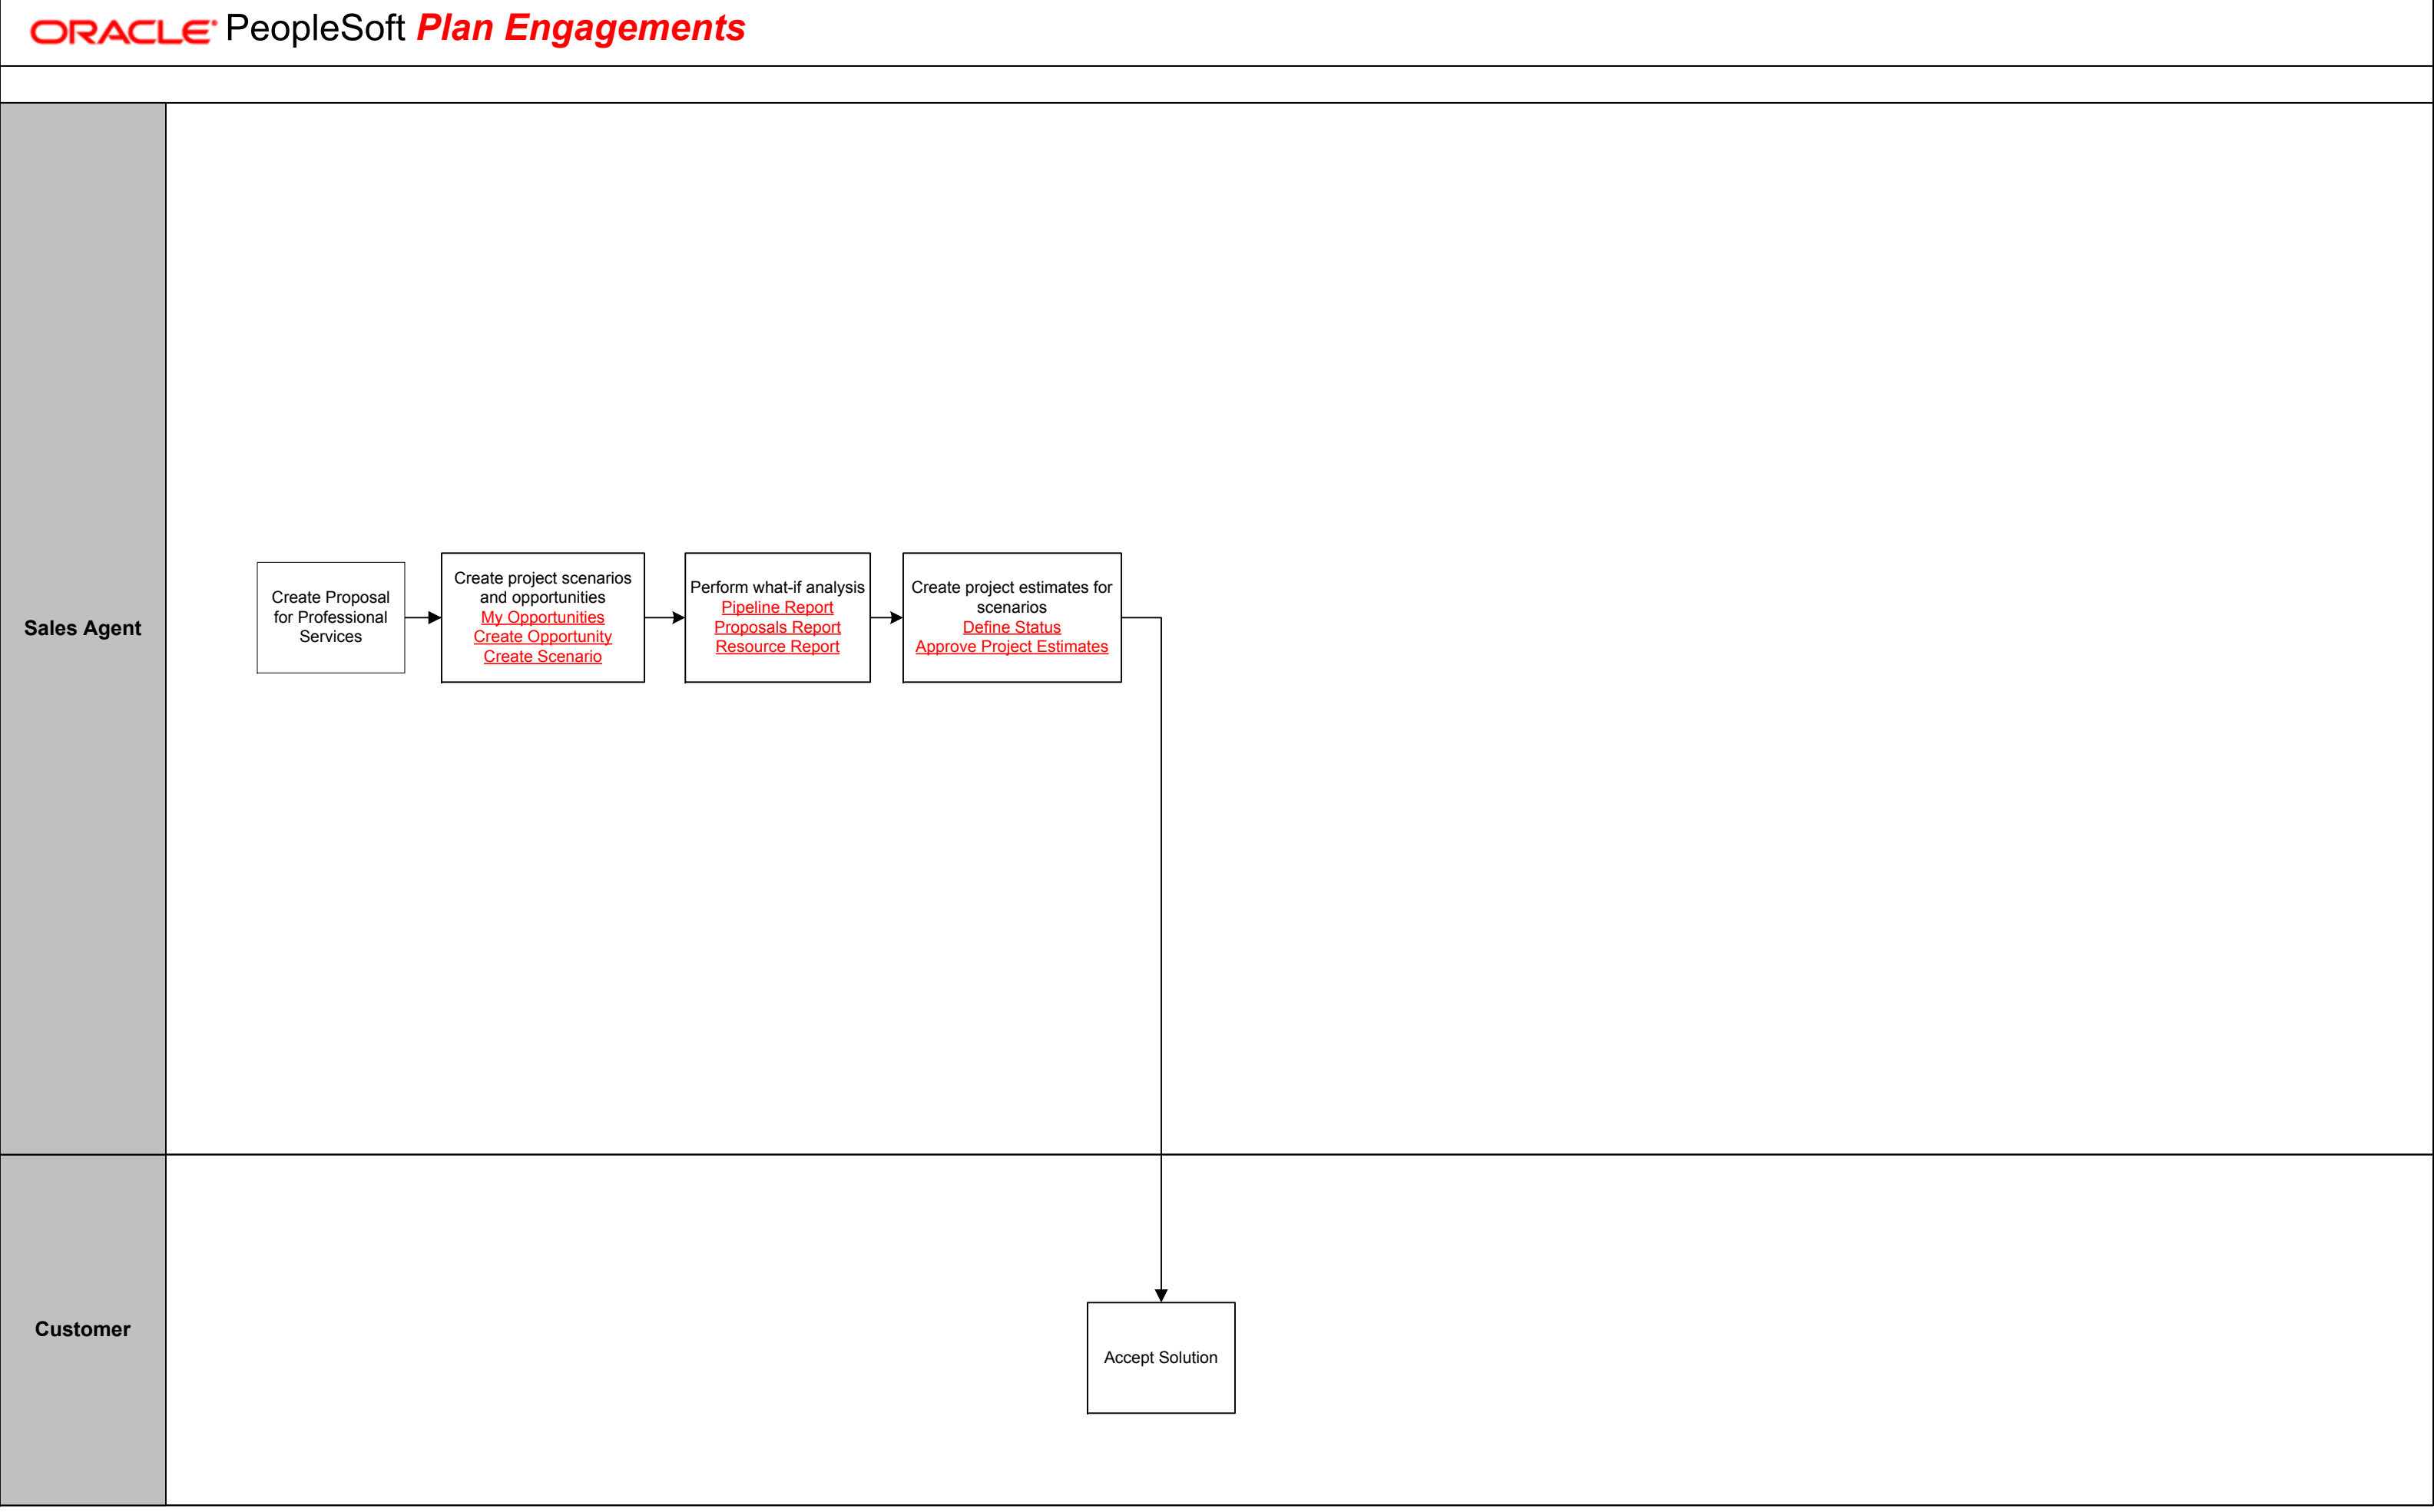 ORACLE PeopleSoft Plan Engagements
Sales Agent
Create Proposal
for Professional
Services
Create project scenarios
and opportunities
My Opportunities
Create Opportunity
Create Scenario
Perform what-if analysis
Pipeline Report
Proposals Report
Resource Report
Create project estimates for
scenarios
Define Status
Approve Project Estimates
Customer
Accept Solution